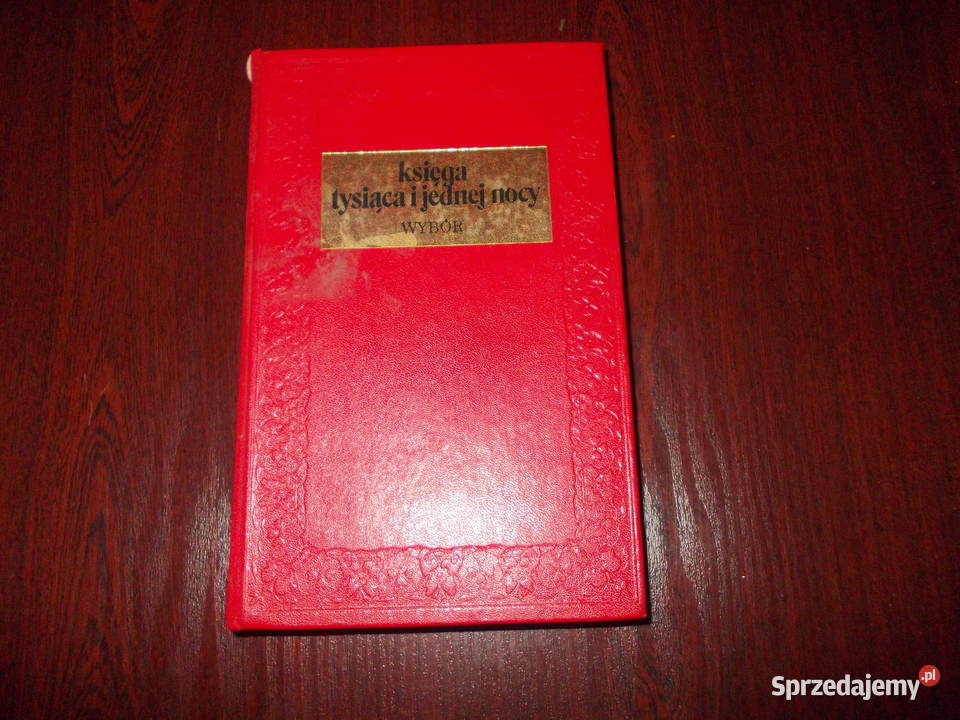 księga
tysiąca i jednej nocy
WYBÓR
Sprzedajemy.pl